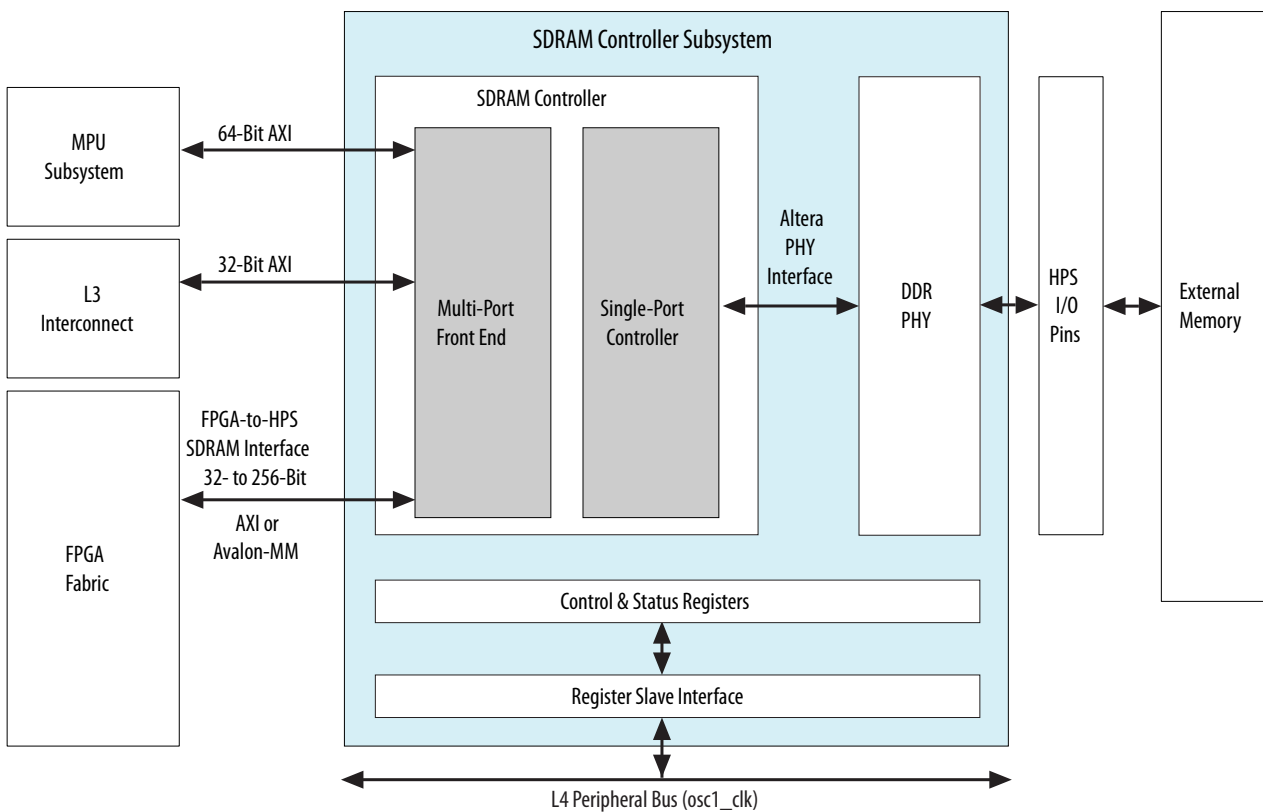 SDRAM Controller Subsystem
SDRAM Controller
MPU
Subsystem
64-Bit AXI
L3
Interconnect
32-Bit AXI
Multi-Port
Front End
Single-Port
Controller
Altera
PHY
Interface
DDR
PHY
HPS
I/O
Pins
External
Memory
FPGA-to-HPS
SDRAM Interface
32- to 256-Bit
AXI or
Avalon-MM
FPGA
Fabric
Control & Status Registers
Register Slave Interface
L4 Peripheral Bus (osc1_clk)